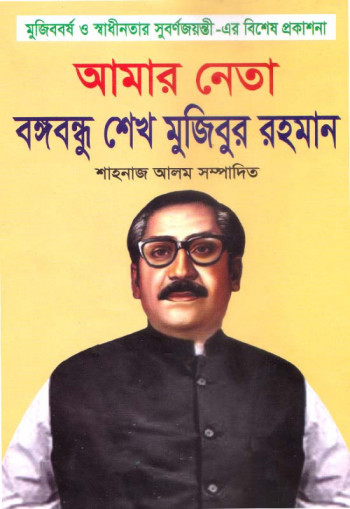 মুজিববর্ষ ও স্বাধীনতার সুবর্ণজয়ন্তী-এর বিশেষ প্রকাশনা
আমার নেতা
বঙ্গবন্ধু শেখ মুজিবুর রহমান
শাহনাজ আলম সম্পাদিত